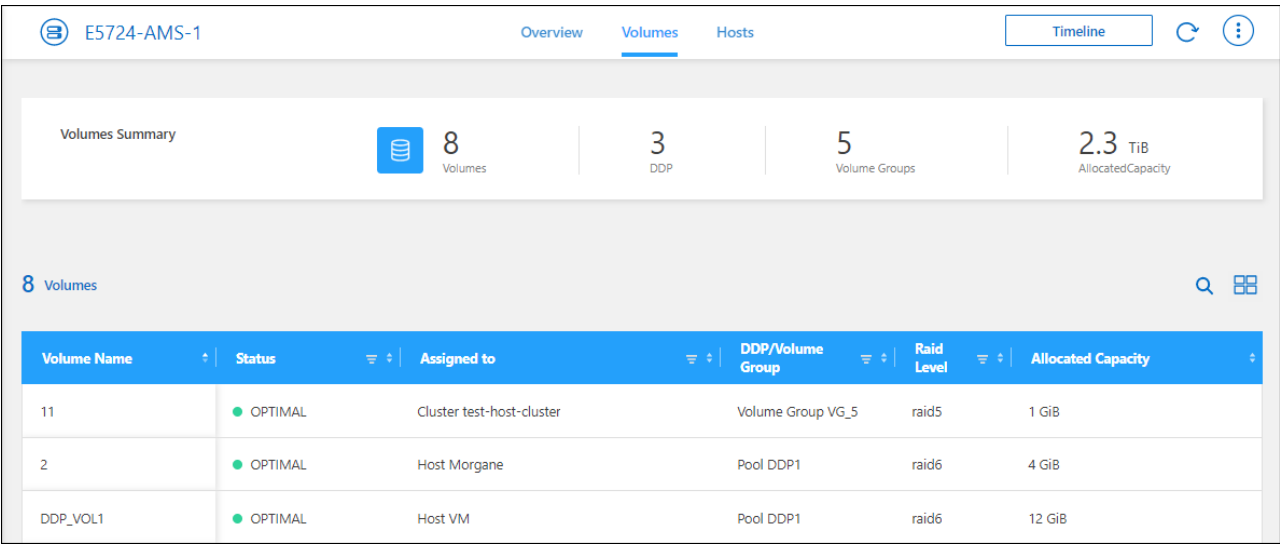 E5724-AMS-1 Overview Volumes Hosts Timeline
Volumes Summary 8 3 5 2.3 TiB
Volumes DDP Volume Groups AllocatedCapacity
8 Volumes
Volume Name Status Assigned to DDP/Volume Group Raid Level Allocated Capacity
11 OPTIMAL Cluster test-host-cluster Volume Group VG_5 raid5 1 GiB
2 OPTIMAL Host Morgane Pool DDP1 raid6 4 GiB
DDP_VOL1 OPTIMAL Host VM Pool DDP1 raid6 12 GiB